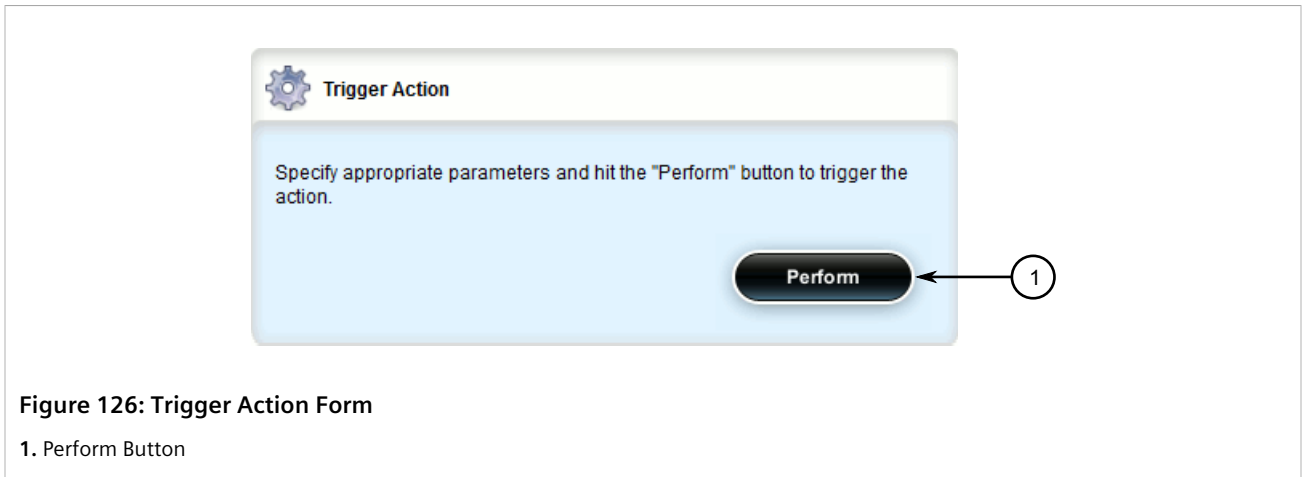 Trigger Action
Specify appropriate parameters and hit the "Perform" button to trigger the
action.
Perform
1
Figure 126: Trigger Action Form
1. Perform Button